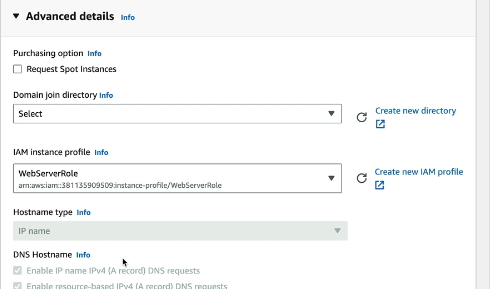 Advanced details Info
Purchasing option Info
Request Spot Instances
Domain join directory Info
Select
Create new directory
IAM instance profile Info
WebServerRole
arn:aws:iam::381135909509:instance-profile/WebServerRole
Create new IAM profile
Hostname type Info
IP name
DNS Hostname Info
Enable IP name IPv4 (A record) DNS requests
Enable resource-based IPv4 (A record) DNS requests